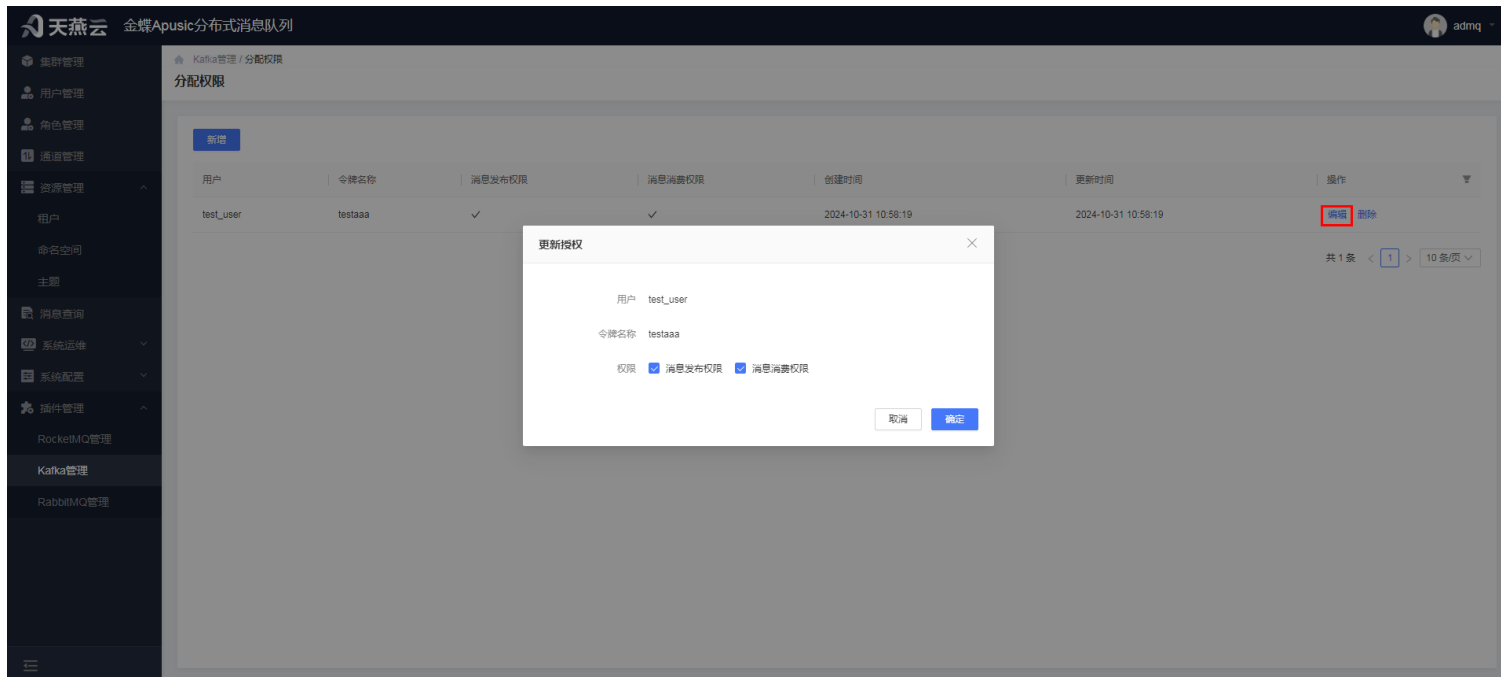 天燕云 金蝶Apusic分布式消息队列 admq
集群管理
用户管理
角色管理
通道管理
资源管理
租户
命名空间
主题
消息查询
系统运维
系统配置
插件管理
RocketMQ管理
Kafka管理
RabbitMQ管理
Kafka管理 / 分配权限
分配权限
新增
用户 令牌名称 消息发布权限 消息消费权限 创建时间 更新时间 操作
test_user testaaa ✓ ✓ 2024-10-31 10:58:19 2024-10-31 10:58:19 编辑 删除
共 1 条 < 1 > 10 条/页
更新授权
用户 test_user
令牌名称 testaaa
权限 消息发布权限 消息消费权限
取消 确定